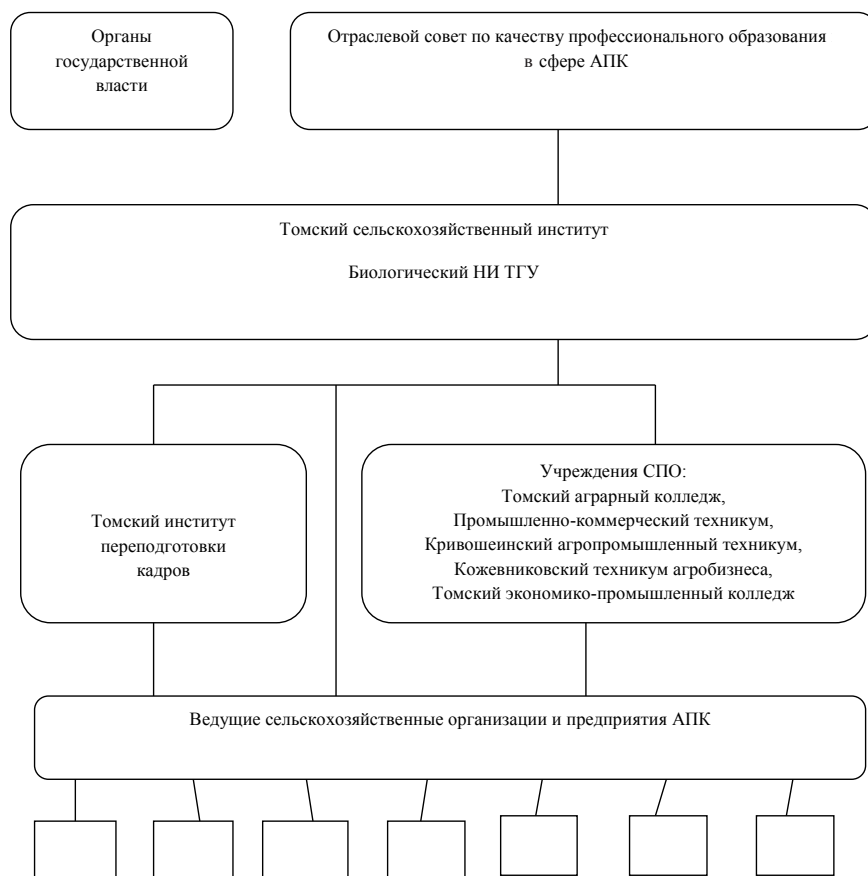 Органы
государственной
власти
Отраслевой совет по качеству профессионального образования
в сфере АПК
Томский сельскохозяйственный институт
Биологический НИ ТГУ
Томский институт
переподготовки
кадров
Учреждения СПО:
Томский аграрный колледж,
Промышленно-коммерческий техникум,
Кривошеинский агропромышленный техникум,
Кожевниковский техникум агробизнеса,
Томский экономико-промышленный колледж
Ведущие сельскохозяйственные организации и предприятия АПК